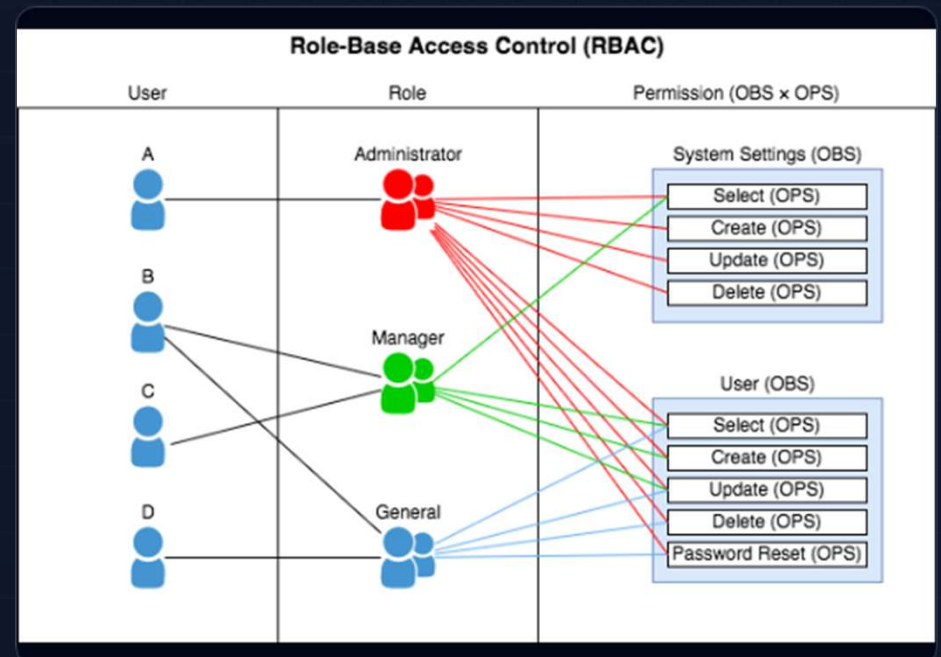 Role-Base Access Control (RBAC)
User
Role
Permission (OBS × OPS)
A
B
C
D
Administrator
Manager
General
System Settings (OBS)
Select (OPS)
Create (OPS)
Update (OPS)
Delete (OPS)
User (OBS)
Select (OPS)
Create (OPS)
Update (OPS)
Delete (OPS)
Password Reset (OPS)